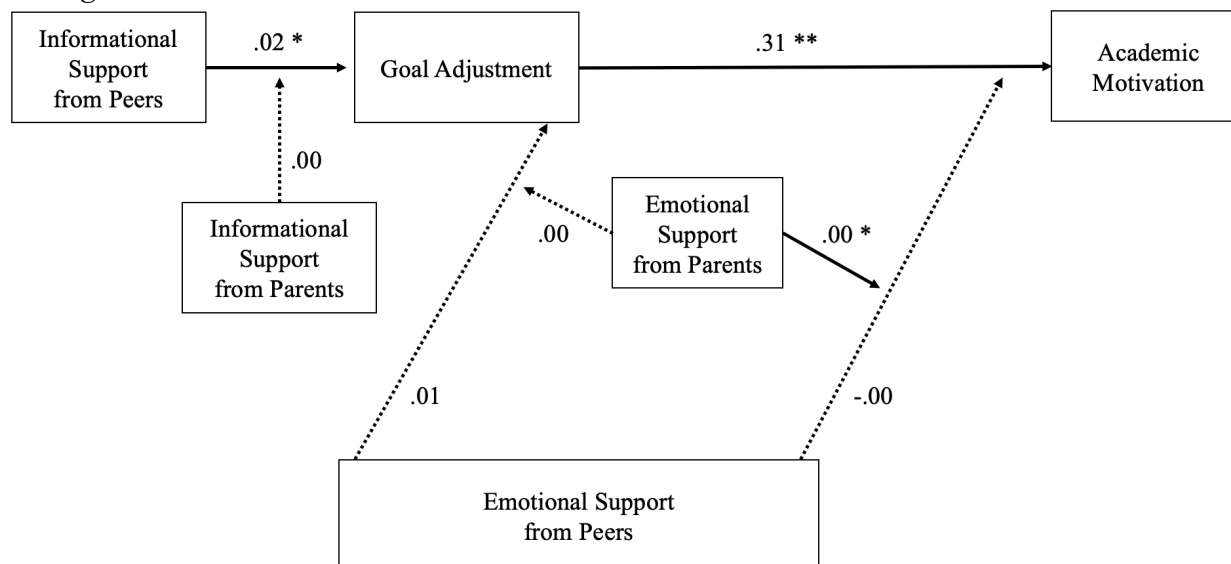 Informational
Support
from Peers
.02 *
Goal Adjustment
.31 **
Academic
Motivation
.00
Informational
Support
from Parents
.00
Emotional
Support
from Parents
.00 *
.01
-.00
Emotional Support
from Peers